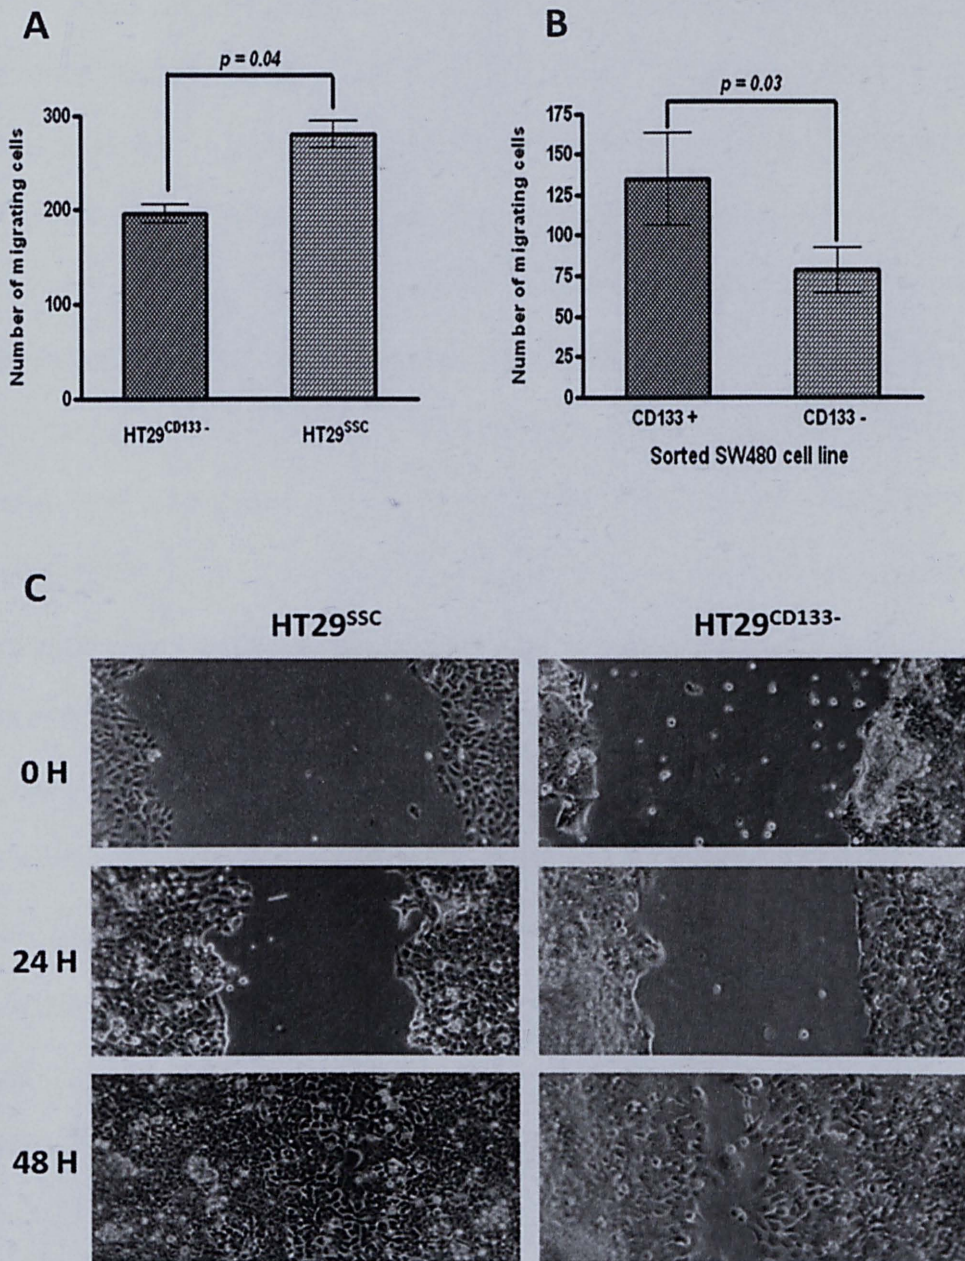 A
p = 0.04
Number of migrating cells
300
200
100
0
HT29CD133 -
HT29SSC
B
p = 0.03
Number of migrating cells
175
150
125
100
75
50
25
0
CD133 +
CD133 -
Sorted SW480 cell line
C
HT29SSC
HT29CD133-
0 H
24 H
48 H